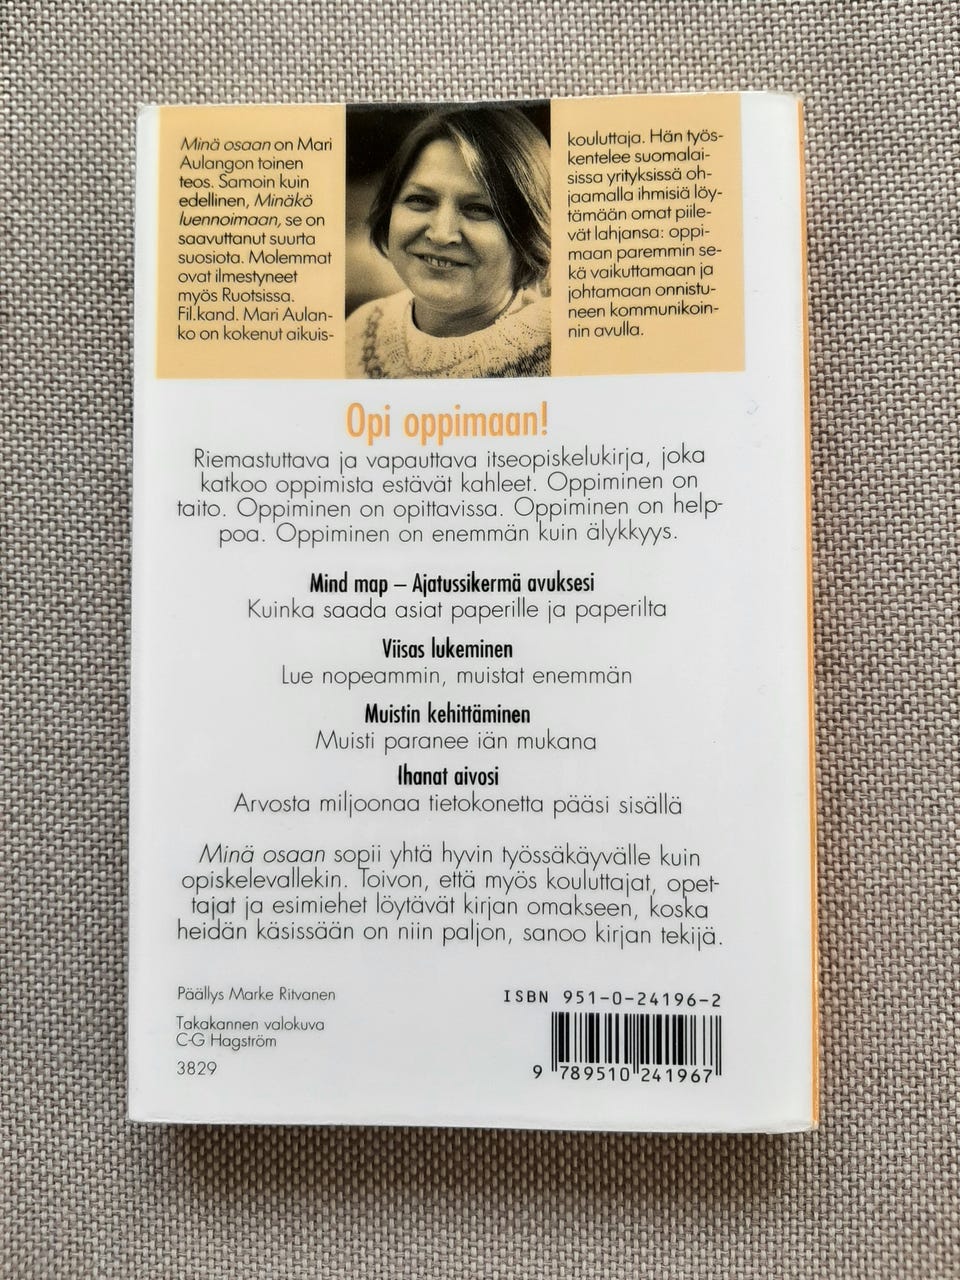 Minä osaan on Mari
Aulangon toinen
teos. Samoin kuin
edellinen, Minäkö
luennoimaan, se on
saavuttanut suurta
suosiota. Molemmat
ovat ilmestyneet
myös Ruotsissa.
Fil.kand. Mari Aulan-
ko on kokenut aikuis-
kouluttaja. Hän työs-
kentelee suomalai-
sissa yrityksissä oh-
jaamalla ihmisiä löy-
tämään omat piile-
vät lahjansa: oppi-
maan paremmin se-
kä vaikuttamaan ja
johtamaan onnistu-
neen kommunikoin-
nin avulla.
Opi oppimaan!
Riemastuttava ja vapauttava itseopiskelukirja, joka
katkoo oppimista estävät kahleet. Oppiminen on
taito. Oppiminen on opittavissa. Oppiminen on help-
poa. Oppiminen on enemmän kuin älykkyys.
Mind map – Ajatussikermä avuksesi
Kuinka saada asiat paperille ja paperilta
Viisas lukeminen
Lue nopeammin, muistat enemmän
Muistin kehittäminen
Muisti paranee iän mukana
Ihanat aivosi
Arvosta miljoonaa tietokonetta pääsi sisällä
Minä osaan sopii yhtä hyvin työssäkäyvälle kuin
opiskelevallekin. Toivon, että myös kouluttajat, opet-
tajat ja esimiehet löytävät kirjan omakseen, koska
heidän käsissään on niin paljon, sanoo kirjan tekijä.
Päällys Marke Ritvanen
Takakannen valokuva
C-G Hagström
3829
ISBN 951-0-24196-2
9 789510 241967